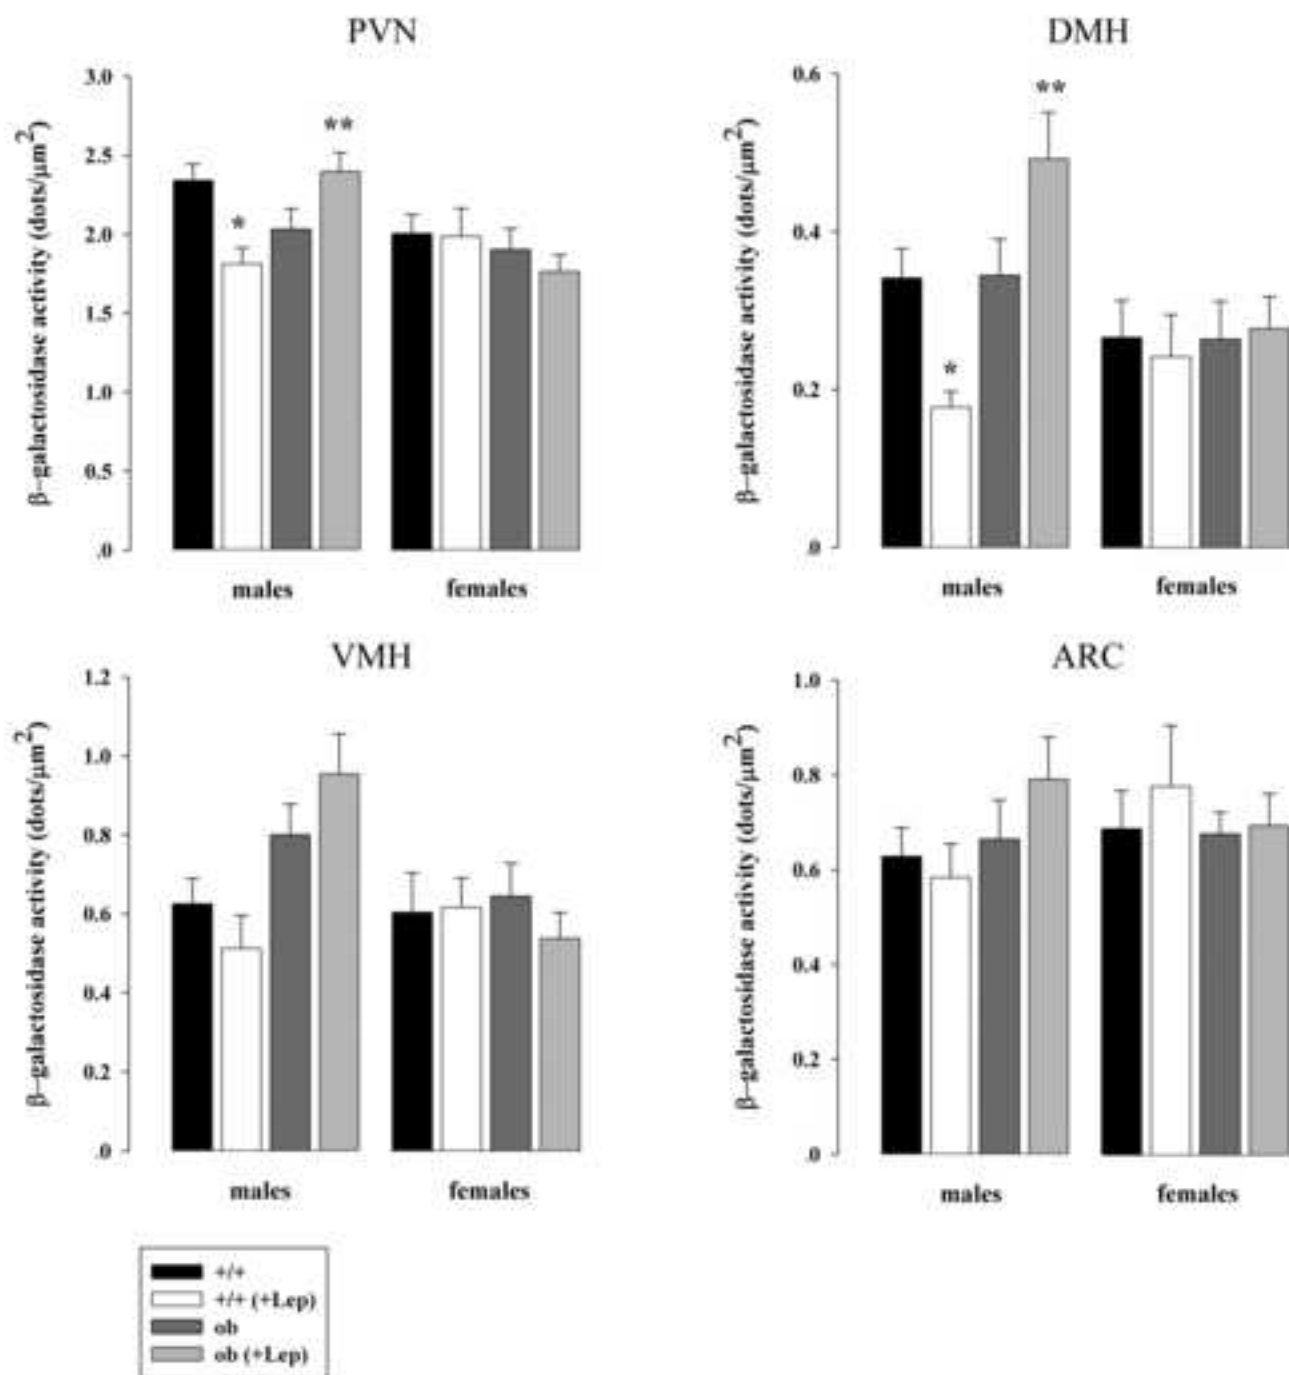 PVN
β–galactosidase activity (dots/μm²)
3.0
2.5
2.0
1.5
1.0
0.5
.0
*
**
males
females
DMH
β–galactosidase activity (dots/μm²)
0.6
0.4
0.2
.0
*
**
males
females
VMH
β–galactosidase activity (dots/μm²)
1.2
1.0
0.8
0.6
0.4
0.2
.0
males
females
ARC
β–galactosidase activity (dots/μm²)
1.0
0.8
0.6
0.4
0.2
.0
males
females
+/+
+/+ (+Lep)
ob
ob (+Lep)